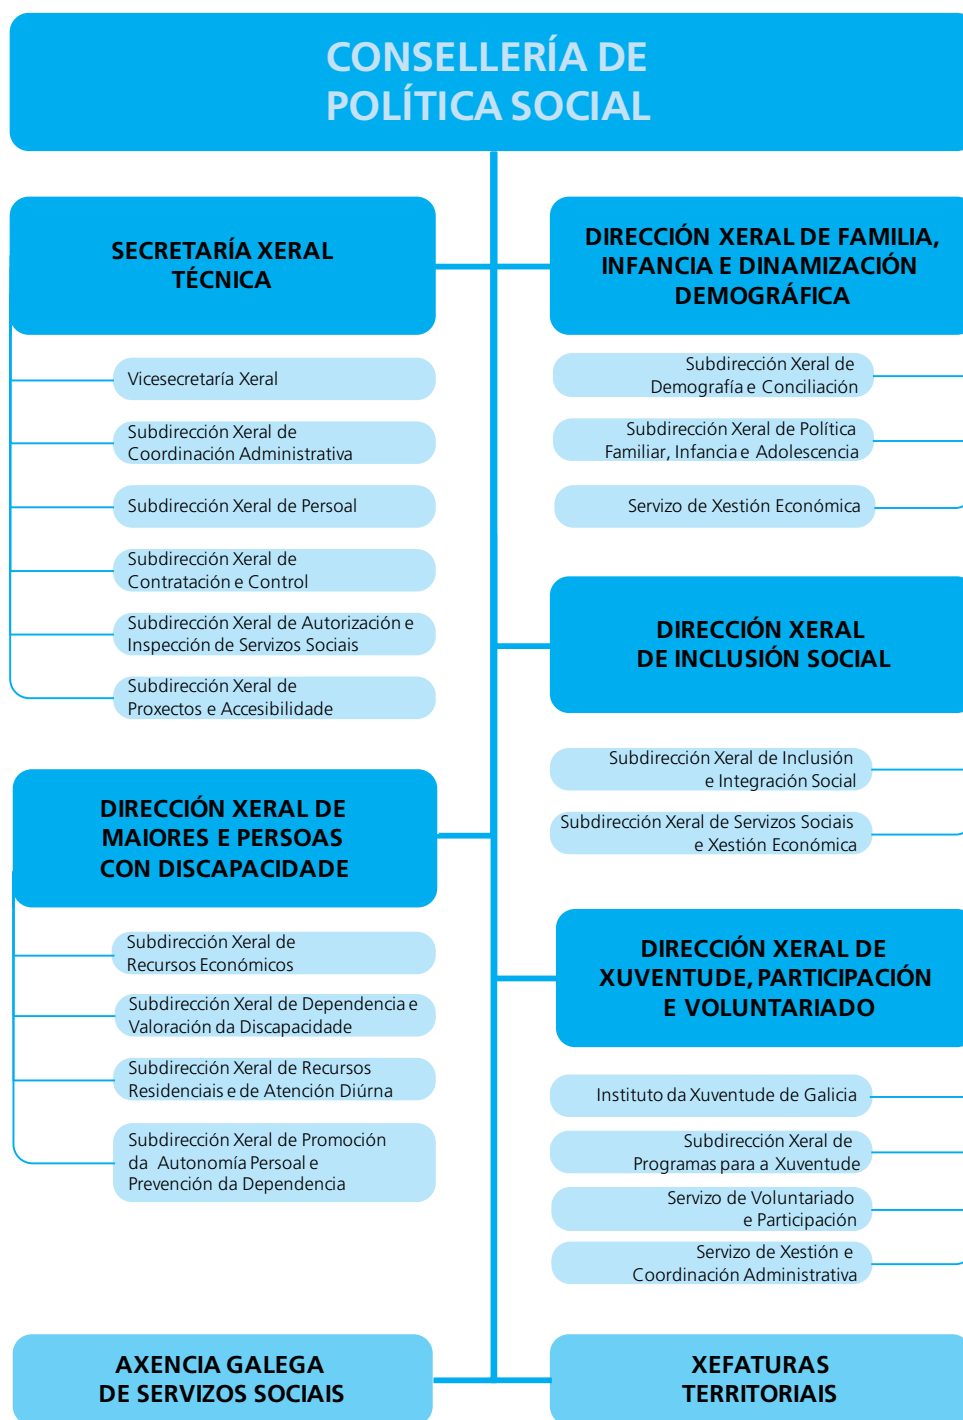 CONSELLERÍA DE
POLÍTICA SOCIAL
SECRETARÍA XERAL
TÉCNICA
Vicesecretaría Xeral
Subdirección Xeral de
Coordinación Administrativa
Subdirección Xeral de Persoal
Subdirección Xeral de
Contratación e Control
Subdirección Xeral de Autorización e
Inspección de Servizos Sociais
Subdirección Xeral de
Proxectos e Accesibilidade
DIRECCIÓN XERAL DE
MAIORES E PERSOAS
CON DISCAPACIDADE
Subdirección Xeral de
Recursos Económicos
Subdirección Xeral de Dependencia e
Valoración da Discapacidade
Subdirección Xeral de Recursos
Residenciais e de Atención Diúrna
Subdirección Xeral de Promoción
da Autonomía Persoal e
Prevención da Dependencia
AXENCIA GALEGA
DE SERVIZOS SOCIAIS
DIRECCIÓN XERAL DE FAMILIA,
INFANCIA E DINAMIZACIÓN
DEMOGRÁFICA
Subdirección Xeral de
Demografía e Conciliación
Subdirección Xeral de Política
Familiar, Infancia e Adolescencia
Servizo de Xestión Económica
DIRECCIÓN XERAL
DE INCLUSIÓN SOCIAL
Subdirección Xeral de Inclusión
e Integración Social
Subdirección Xeral de Servizos Sociais
e Xestión Económica
DIRECCIÓN XERAL DE
XUVENTUDE, PARTICIPACIÓN
E VOLUNTARIADO
Instituto da Xuventude de Galicia
Subdirección Xeral de
Programas para a Xuventude
Servizo de Voluntariado
e Participación
Servizo de Xestión e
Coordinación Administrativa
XEFATURAS
TERRITORIAIS